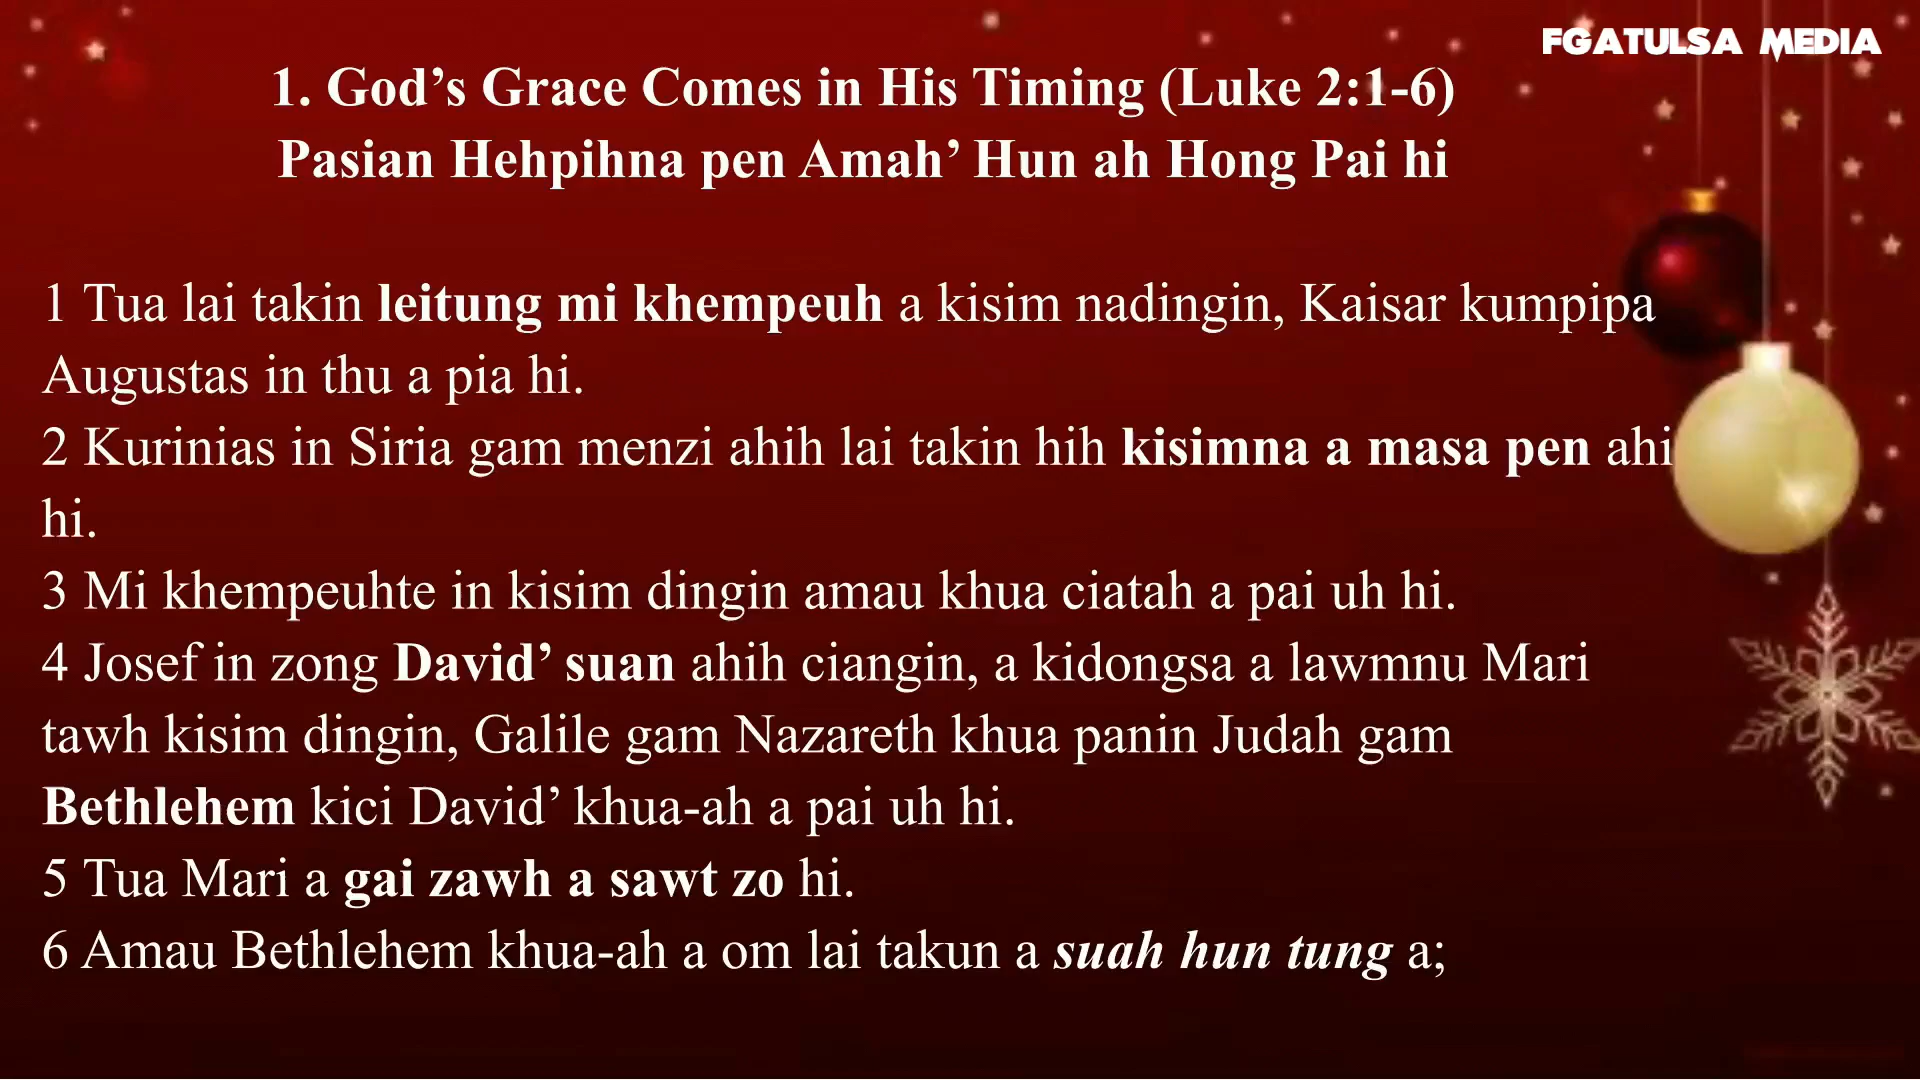 FGATULSA MEDIA
1. God’s Grace Comes in His Timing (Luke 2:1-6)
Pasian Hehpihna pen Amah’ Hun ah Hong Pai hi
1 Tua lai takin leitung mi khempeuh a kisim nadingin, Kaisar kumpipa
Augustas in thu a pia hi.
2 Kurinias in Siria gam menzi ahih lai takin hih kisimna a masa pen ahi
hi.
3 Mi khempeuhte in kisim dingin amau khua ciatah a pai uh hi.
4 Josef in zong David’ suan ahih ciangin, a kidongsa a lawmnu Mari
tawh kisim dingin, Galile gam Nazareth khua panin Judah gam
Bethlehem kici David’ khua-ah a pai uh hi.
5 Tua Mari a gai zawh a sawt zo hi.
6 Amau Bethlehem khua-ah a om lai takun a suah hun tung a;